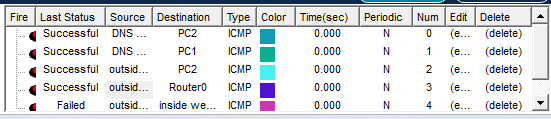 Fire Last Status Source Destination Type Color Time(sec) Periodic Num Edit Delete
Successful DNS ... PC2 ICMP 0.000 N 0 (e... (delete)
Successful DNS ... PC1 ICMP 0.000 N 1 (e... (delete)
Successful outsid... PC2 ICMP 0.000 N 2 (e... (delete)
Successful outsid... Router0 ICMP 0.000 N 3 (e... (delete)
Failed outsid... inside we... ICMP 0.000 N 4 (e... (delete)